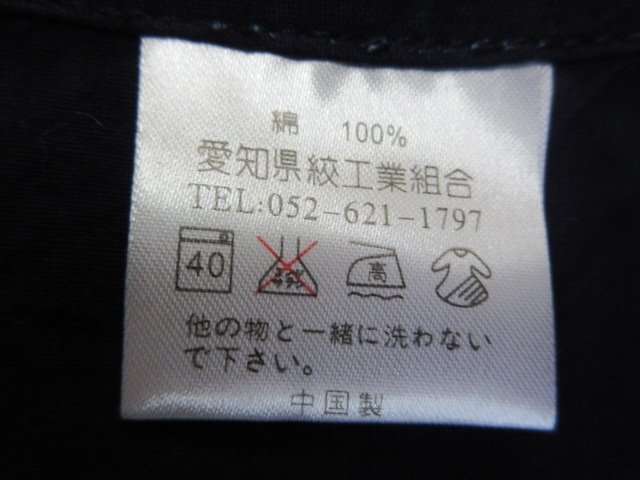 綿 100%
愛知県絞工業組合
TEL:052-621-1797
40 高
他の物と一緒に洗わない
で下さい。
中国製